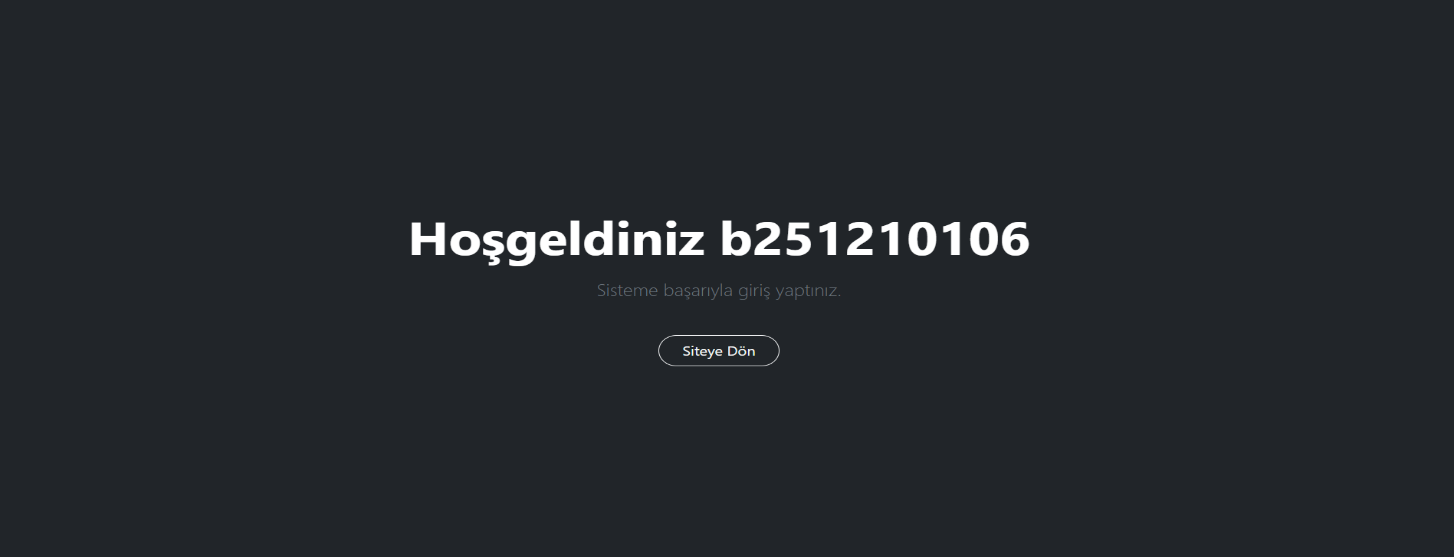 Hoşgeldiniz b251210106
Sisteme başarıyla giriş yaptınız.
Siteye Dön